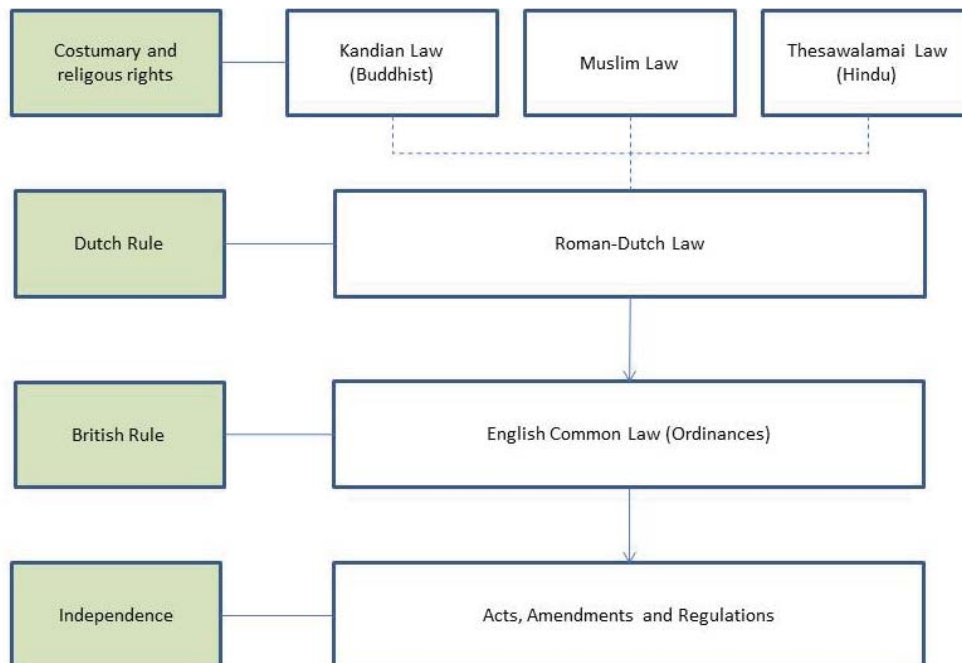 Costumary and
religous rights
Kandian Law
(Buddhist)
Muslim Law
Thesawalamai Law
(Hindu)
Dutch Rule
Roman-Dutch Law
British Rule
English Common Law (Ordinances)
Independence
Acts, Amendments and Regulations